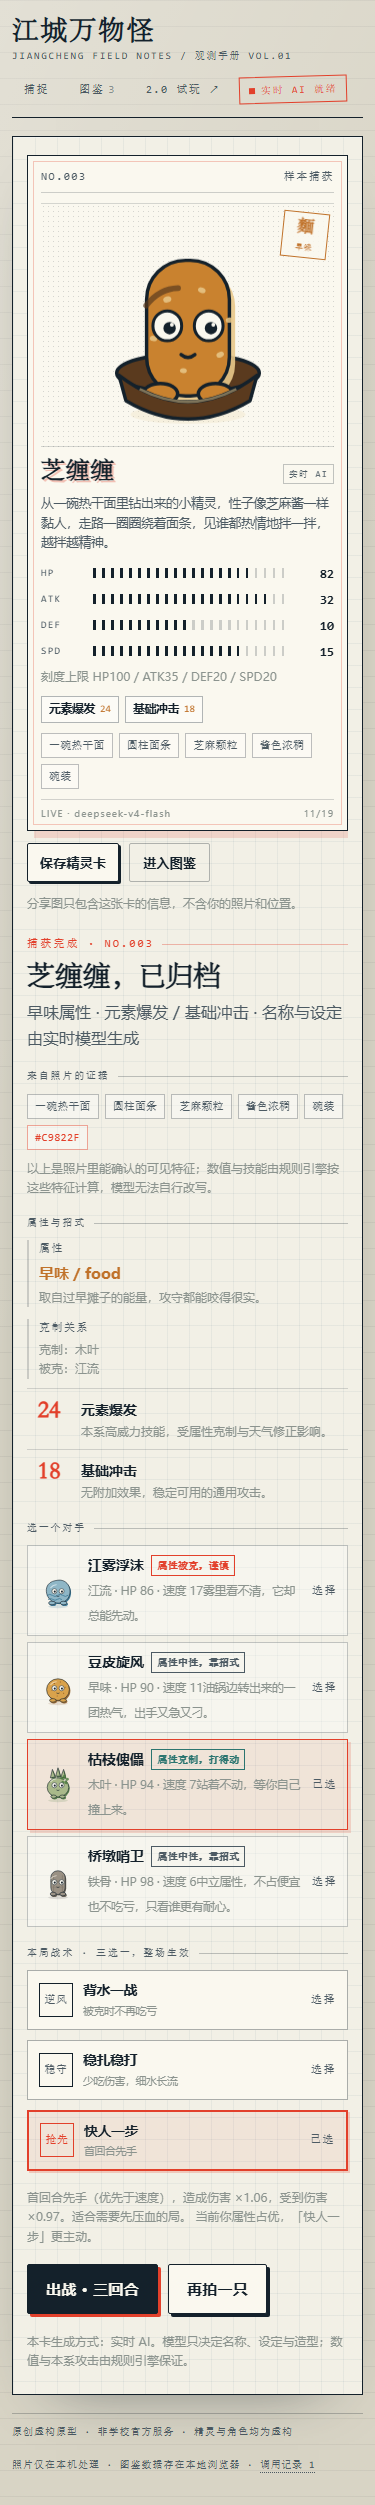 江城万物怪
JIANGCHENG FIELD NOTES / 观测手册 VOL.01
捕捉 图鉴 3 2.0 试玩 ↗ 实时 AI 就绪
NO.003 样本捕获
早味
芝缠缠 实时 AI
从一碗热干面里钻出来的小精灵，性子像芝麻酱一样
黏人，走路一圈圈绕着面条，见谁都热情地拌一拌，
越拌越精神。
HP 82
ATK 32
DEF 10
SPD 15
刻度上限 HP100 / ATK35 / DEF20 / SPD20
元素爆发 24 基础冲击 18
一碗热干面 圆柱面条 芝麻颗粒 酱色浓稠
碗装
LIVE · deepseek-v4-flash 11/19
保存精灵卡 进入图鉴
分享图只包含这张卡的信息，不含你的照片和位置。
捕获完成 · NO.003
芝缠缠，已归档
早味属性 · 元素爆发 / 基础冲击 · 名称与设定
由实时模型生成
来自照片的证据
一碗热干面 圆柱面条 芝麻颗粒 酱色浓稠 碗装
#C9822F
以上是照片里能确认的可见特征；数值与技能由规则引擎按
这些特征计算，模型无法自行改写。
属性与招式
属性
早味 / food
取自过早摊子的能量，攻守都能咬得很实。
克制关系
克制：木叶
被克：江流
24 元素爆发
本系高威力技能，受属性克制与天气修正影响。
18 基础冲击
无附加效果，稳定可用的通用攻击。
选一个对手
江雾浮沫 属性被克，谨慎
江流 · HP 86 · 速度 17雾里看不清，它却
总能先动。
选择
豆皮旋风 属性中性，靠招式
早味 · HP 90 · 速度 11油锅边转出来的一
团热气，出手又急又刁。
选择
枯枝傀儡 属性克制，打得动
木叶 · HP 94 · 速度 7站着不动，等你自己
撞上来。
已选
桥墩哨卫 属性中性，靠招式
铁骨 · HP 98 · 速度 6中立属性，不占便宜
也不吃亏，只看谁更有耐心。
选择
本局战术 · 三选一，整场生效
逆风 背水一战 选择
被克时不再吃亏
稳守 稳扎稳打 选择
少吃伤害，细水长流
抢先 快人一步 已选
首回合先手
首回合先手（优先于速度），造成伤害 ×1.06，受到伤害
×0.97。适合需要先压血的局。 当前你属性占优，「快人一
步」更主动。
出战 · 三回合 再拍一只
本卡生成方式：实时 AI。模型只决定名称、设定与造型；数
值与本系攻击由规则引擎保证。
原创虚构原型 · 非学校官方服务 · 精灵与角色均为虚构
照片仅在本机处理 · 图鉴数据存在本地浏览器 · 调用记录 1